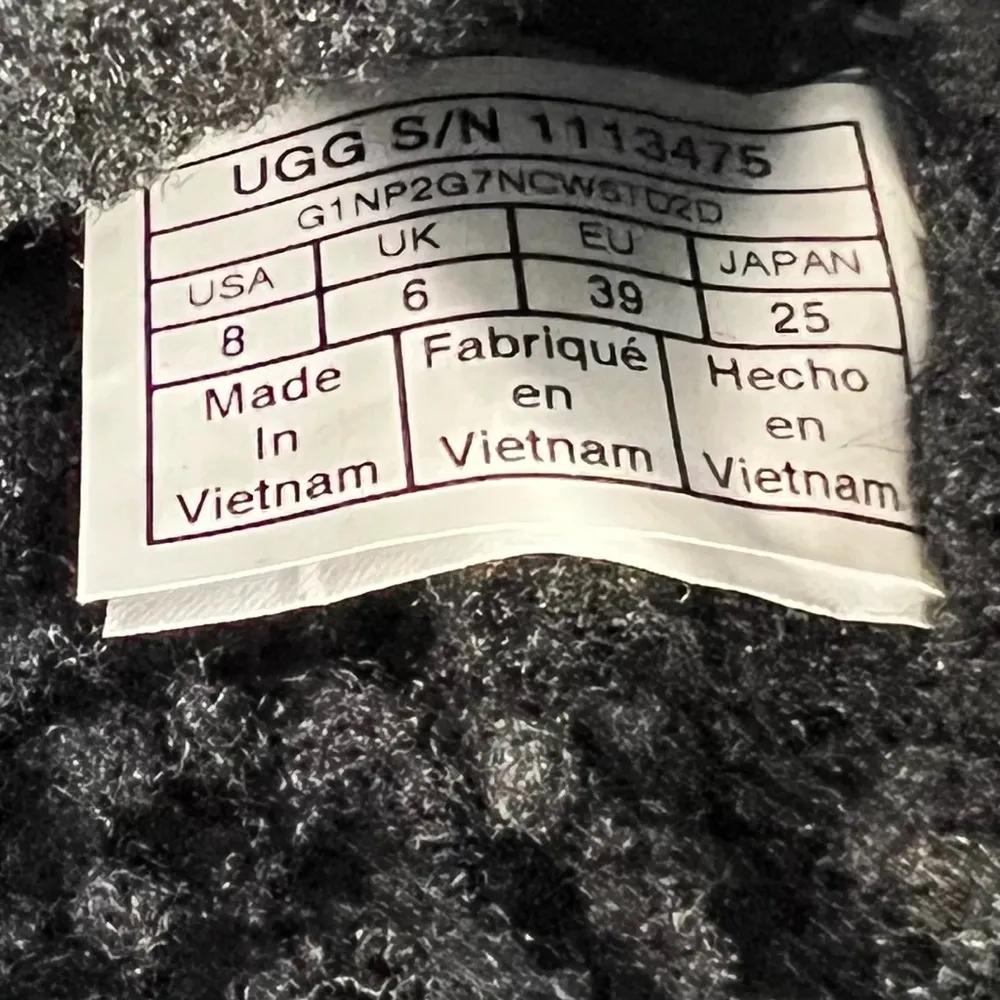 UGG S/N 1113475
USA UK EU JAPAN
8 6 39 25
Made
In
Vietnam
Fabriqué
en
Vietnam
Hecho
en
Vietnam